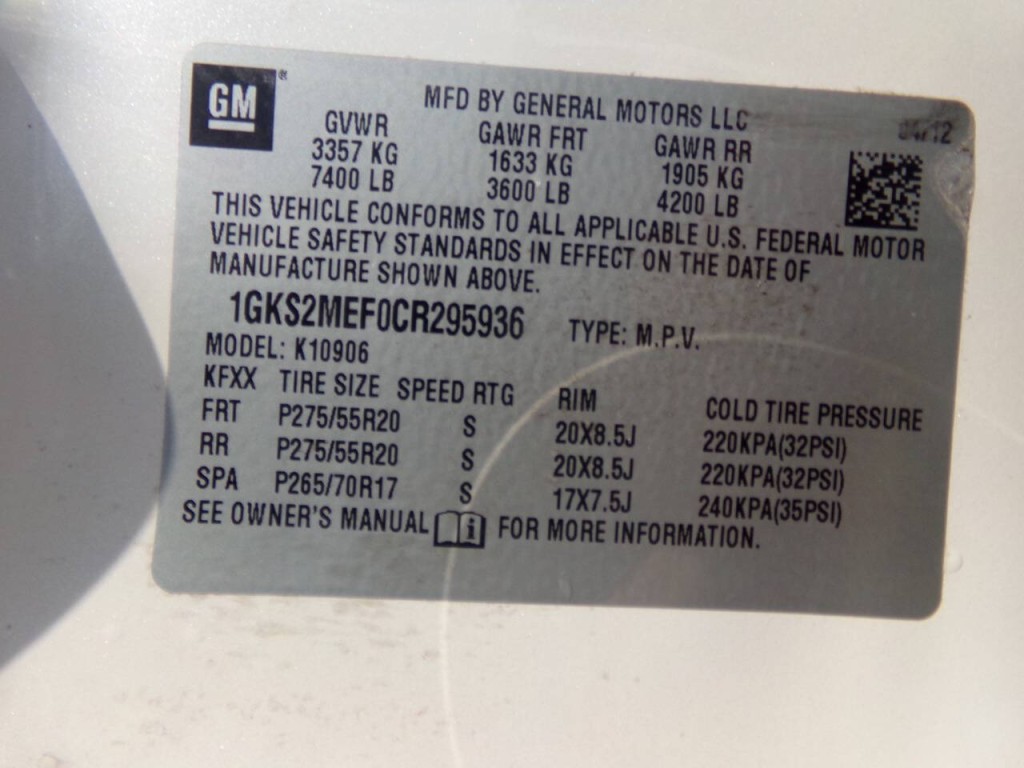 GM ® MFD BY GENERAL MOTORS LLC 04/12
GVWR GAWR FRT GAWR RR
3357 KG 1633 KG 1905 KG
7400 LB 3600 LB 4200 LB
THIS VEHICLE CONFORMS TO ALL APPLICABLE U.S. FEDERAL MOTOR
VEHICLE SAFETY STANDARDS IN EFFECT ON THE DATE OF
MANUFACTURE SHOWN ABOVE.
1GKS2MEF0CR295936 TYPE: M.P.V.
MODEL: K10906
KFXX TIRE SIZE SPEED RTG RIM COLD TIRE PRESSURE
FRT P275/55R20 S 20X8.5J 220KPA(32PSI)
RR P275/55R20 S 20X8.5J 220KPA(32PSI)
SPA P265/70R17 S 17X7.5J 240KPA(35PSI)
SEE OWNER'S MANUAL i FOR MORE INFORMATION.